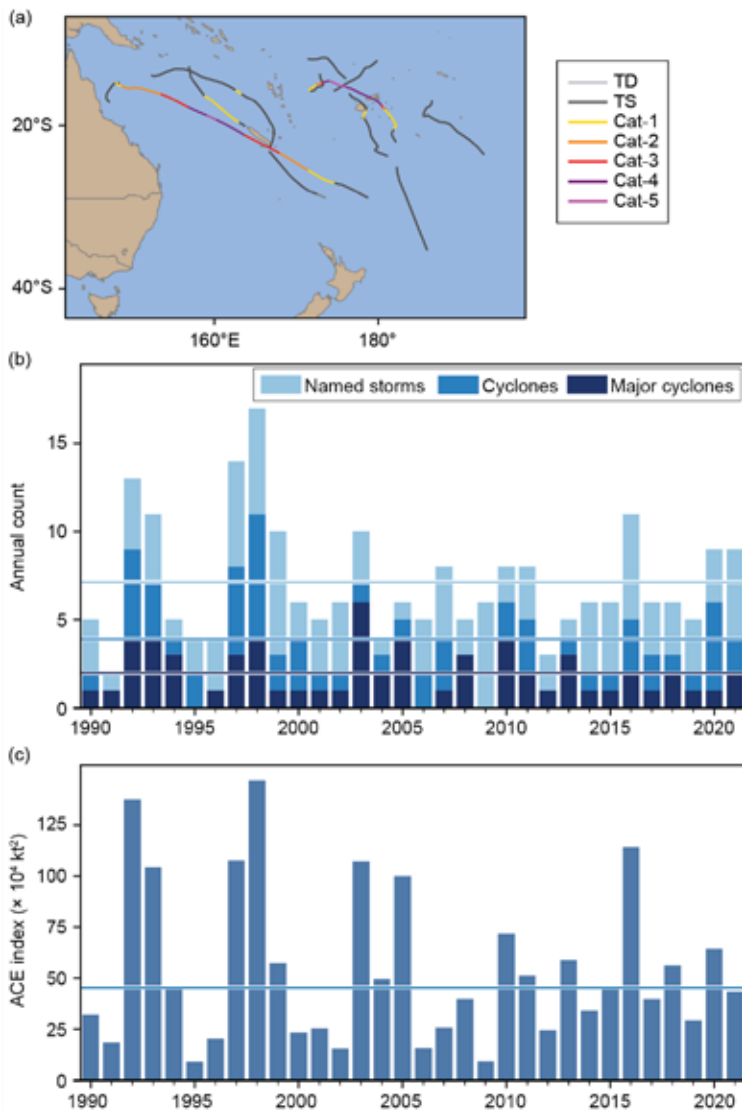 (a)
TD
TS
Cat-1
Cat-2
Cat-3
Cat-4
Cat-5
20°S
40°S
160°E
180°
(b)
Named storms
Cyclones
Major cyclones
Annual count
15
10
5
0
1990
1995
2000
2005
2010
2015
2020
(c)
ACE index (× 10⁴ kt²)
125
100
75
50
25
0
1990
1995
2000
2005
2010
2015
2020